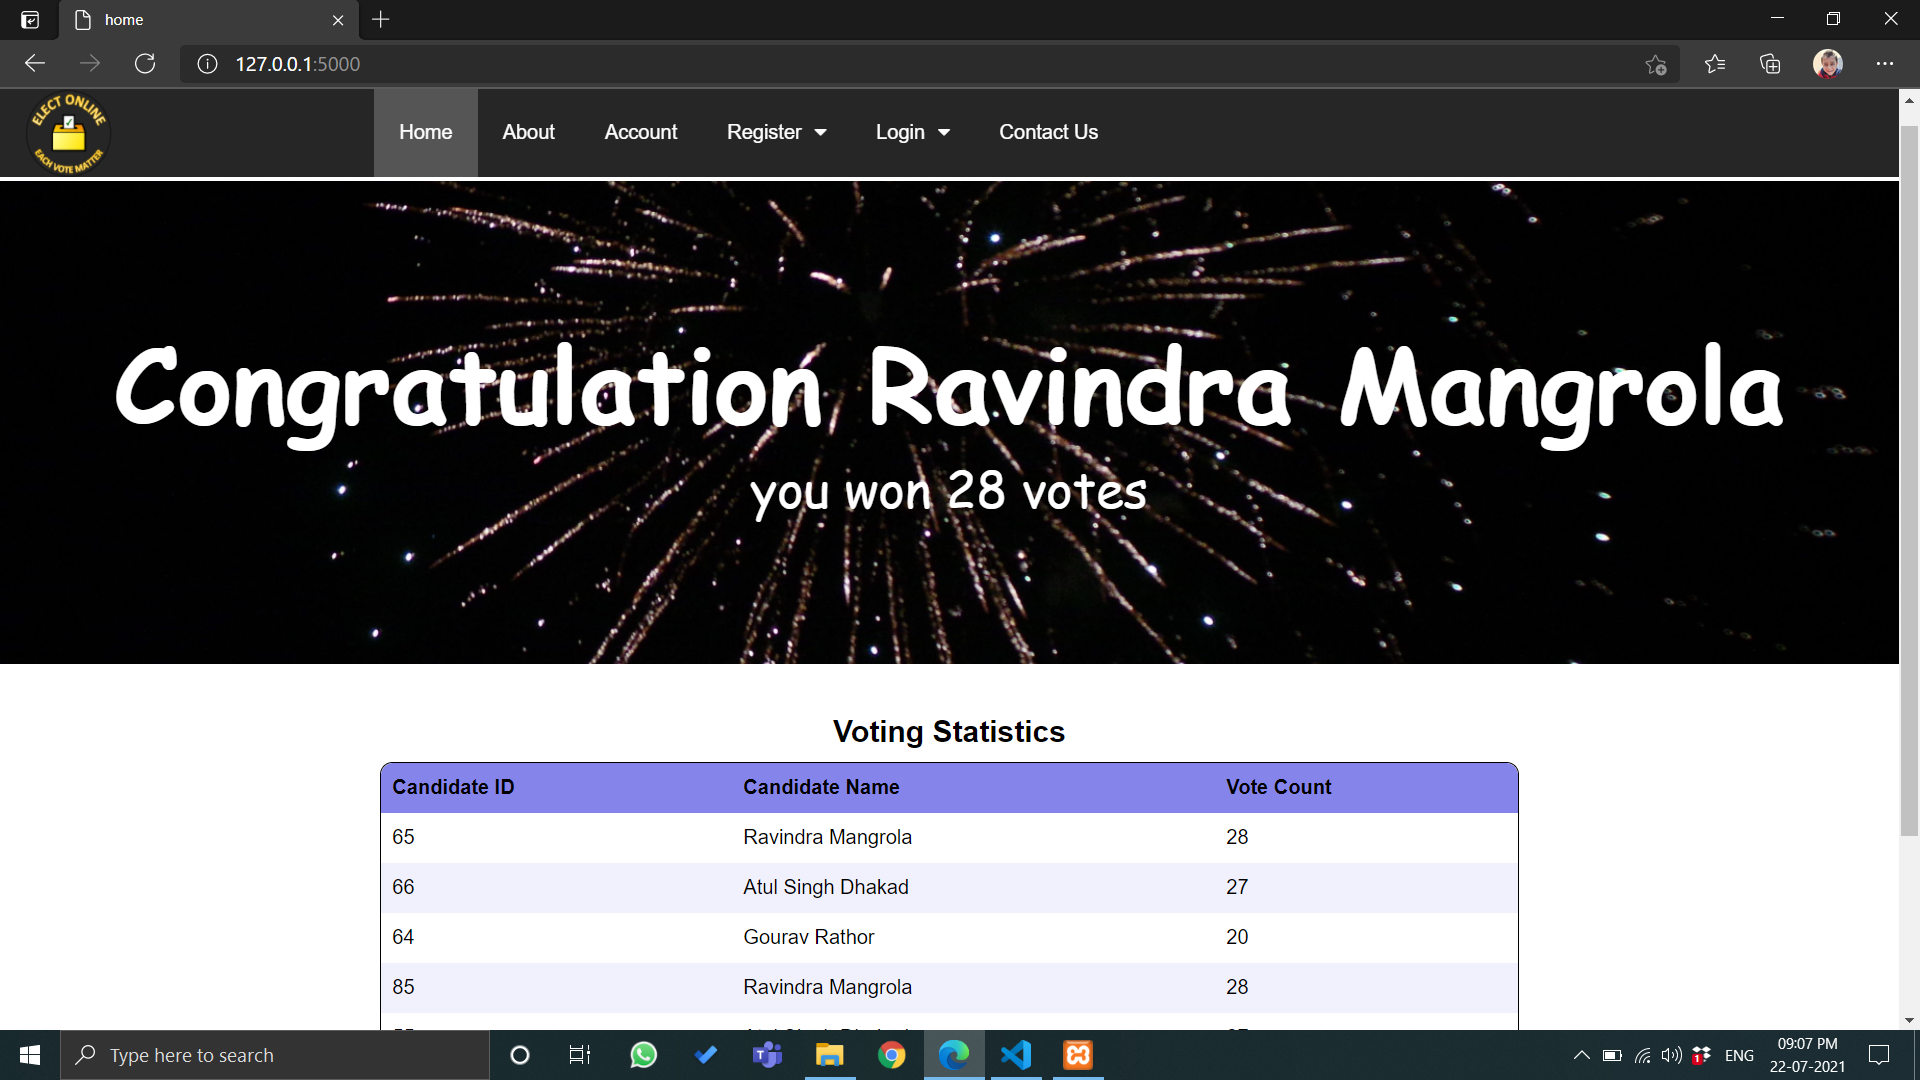 home
127.0.0.1:5000
ELECT ONLINE
EACH VOTE MATTER
Home About Account Register Login Contact Us
Congratulation Ravindra Mangrola
you won 28 votes
Voting Statistics
Candidate ID Candidate Name Vote Count
65 Ravindra Mangrola 28
66 Atul Singh Dhakad 27
64 Gourav Rathor 20
85 Ravindra Mangrola 28
Type here to search
ENG
09:07 PM
22-07-2021